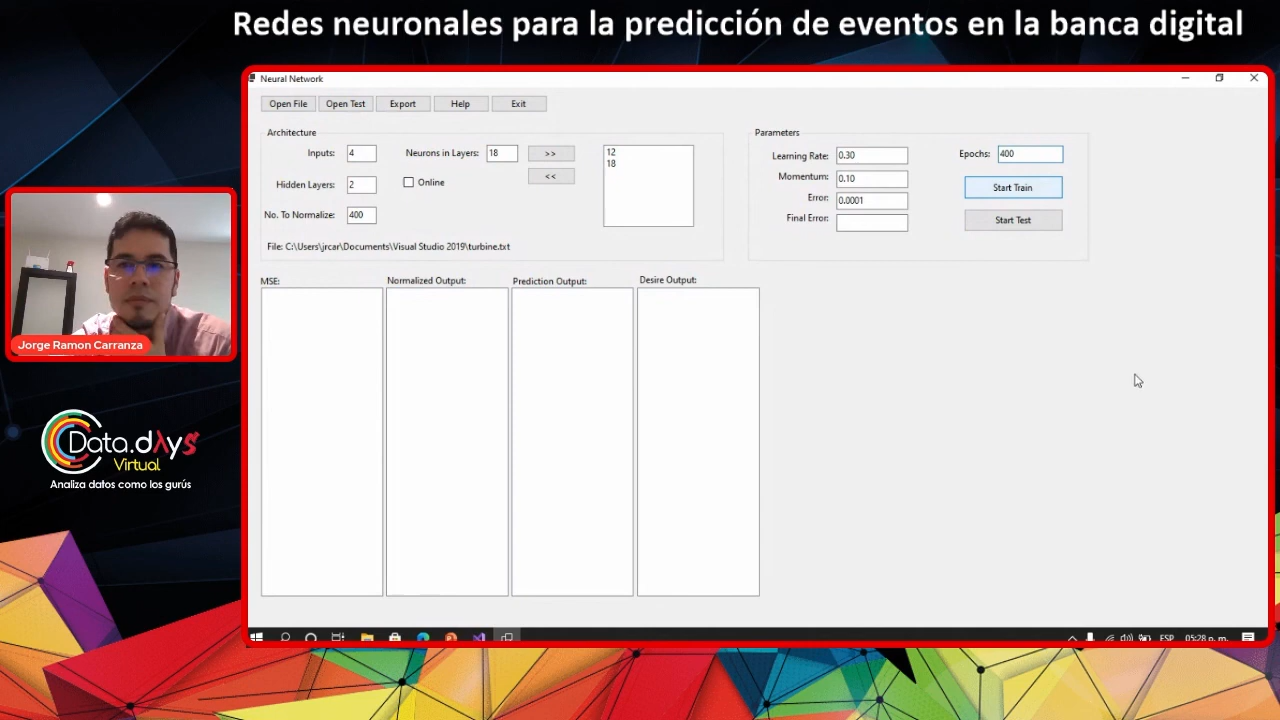 Redes neuronales para la predicción de eventos en la banca digital
Neural Network
Open File Open Test Export Help Exit
Architecture
Inputs: 4 Neurons in Layers: 18 >>
<<
12
18
Hidden Layers: 2 Online
No. To Normalize: 400
File: C:\Users\jrcar\Documents\Visual Studio 2019\turbine.txt
Parameters
Learning Rate: 0.30 Epochs: 400
Momentum: 0.10 Start Train
Error: 0.0001
Final Error: Start Test
MSE: Normalized Output: Prediction Output: Desire Output:
Jorge Ramon Carranza
Data.dAys
Virtual
Analiza datos como los gurús
ESP 05:28 p. m.